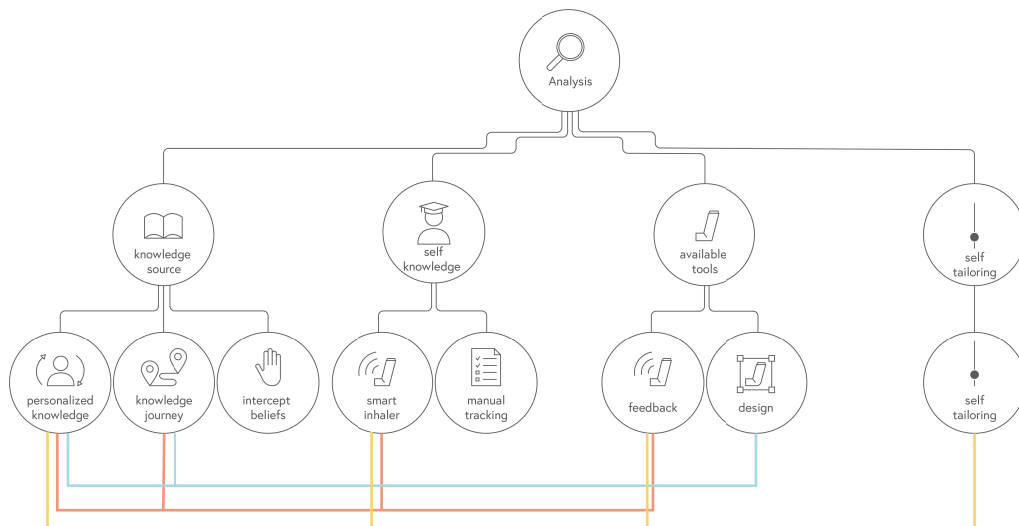 Analysis
knowledge
source
self
knowledge
available
tools
self
tailoring
personalized
knowledge
knowledge
journey
intercept
beliefs
smart
inhaler
manual
tracking
feedback
design
self
tailoring